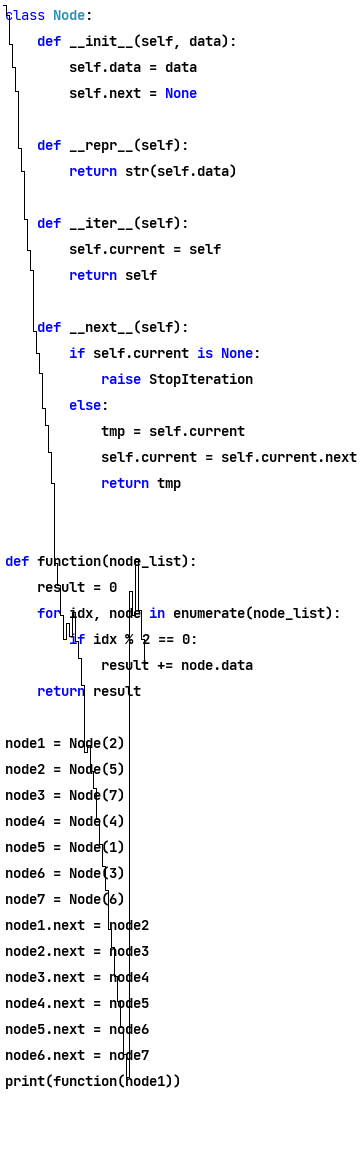 class Node:
    def __init__(self, data):
        self.data = data
        self.next = None

    def __repr__(self):
        return str(self.data)

    def __iter__(self):
        self.current = self
        return self

    def __next__(self):
        if self.current is None:
            raise StopIteration
        else:
            tmp = self.current
            self.current = self.current.next
            return tmp


def function(node_list):
    result = 0
    for idx, node in enumerate(node_list):
        if idx % 2 == 0:
            result += node.data
    return result

node1 = Node(2)
node2 = Node(5)
node3 = Node(7)
node4 = Node(4)
node5 = Node(1)
node6 = Node(3)
node7 = Node(6)
node1.next = node2
node2.next = node3
node3.next = node4
node4.next = node5
node5.next = node6
node6.next = node7
print(function(node1))